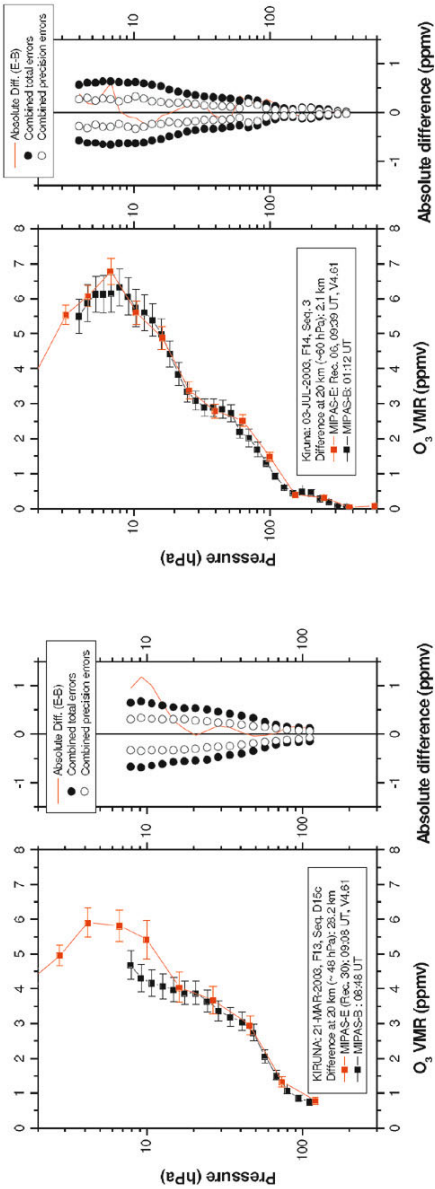 Pressure (hPa)
10
100
KIRUNA: 21-MAR-2003, F13, Seq. D15c
Difference at 20 km (~ 48 hPa); 28.2 km
MIPAS-E (Rec. 30); 09:08 UT, V4.61
MIPAS-B : 08:48 UT
0 1 2 3 4 5 6 7 8
O₃ VMR (ppmv)
Absolute Diff. (E-B)
Combined total errors
Combined precision errors
10
100
-1 0 1
Absolute difference (ppmv)
Pressure (hPa)
10
100
Kiruna: 03-JUL-2003, F14, Seq. 3
Difference at 20 km (~60 hPa); 2.1 km
MIPAS-E: Rec. 06, 09:39 UT, V4.61
MIPAS-B: 01:12 UT
0 1 2 3 4 5 6 7 8
O₃ VMR (ppmv)
Absolute Diff. (E-B)
Combined total errors
Combined precision errors
10
100
-1 0 1
Absolute difference (ppmv)